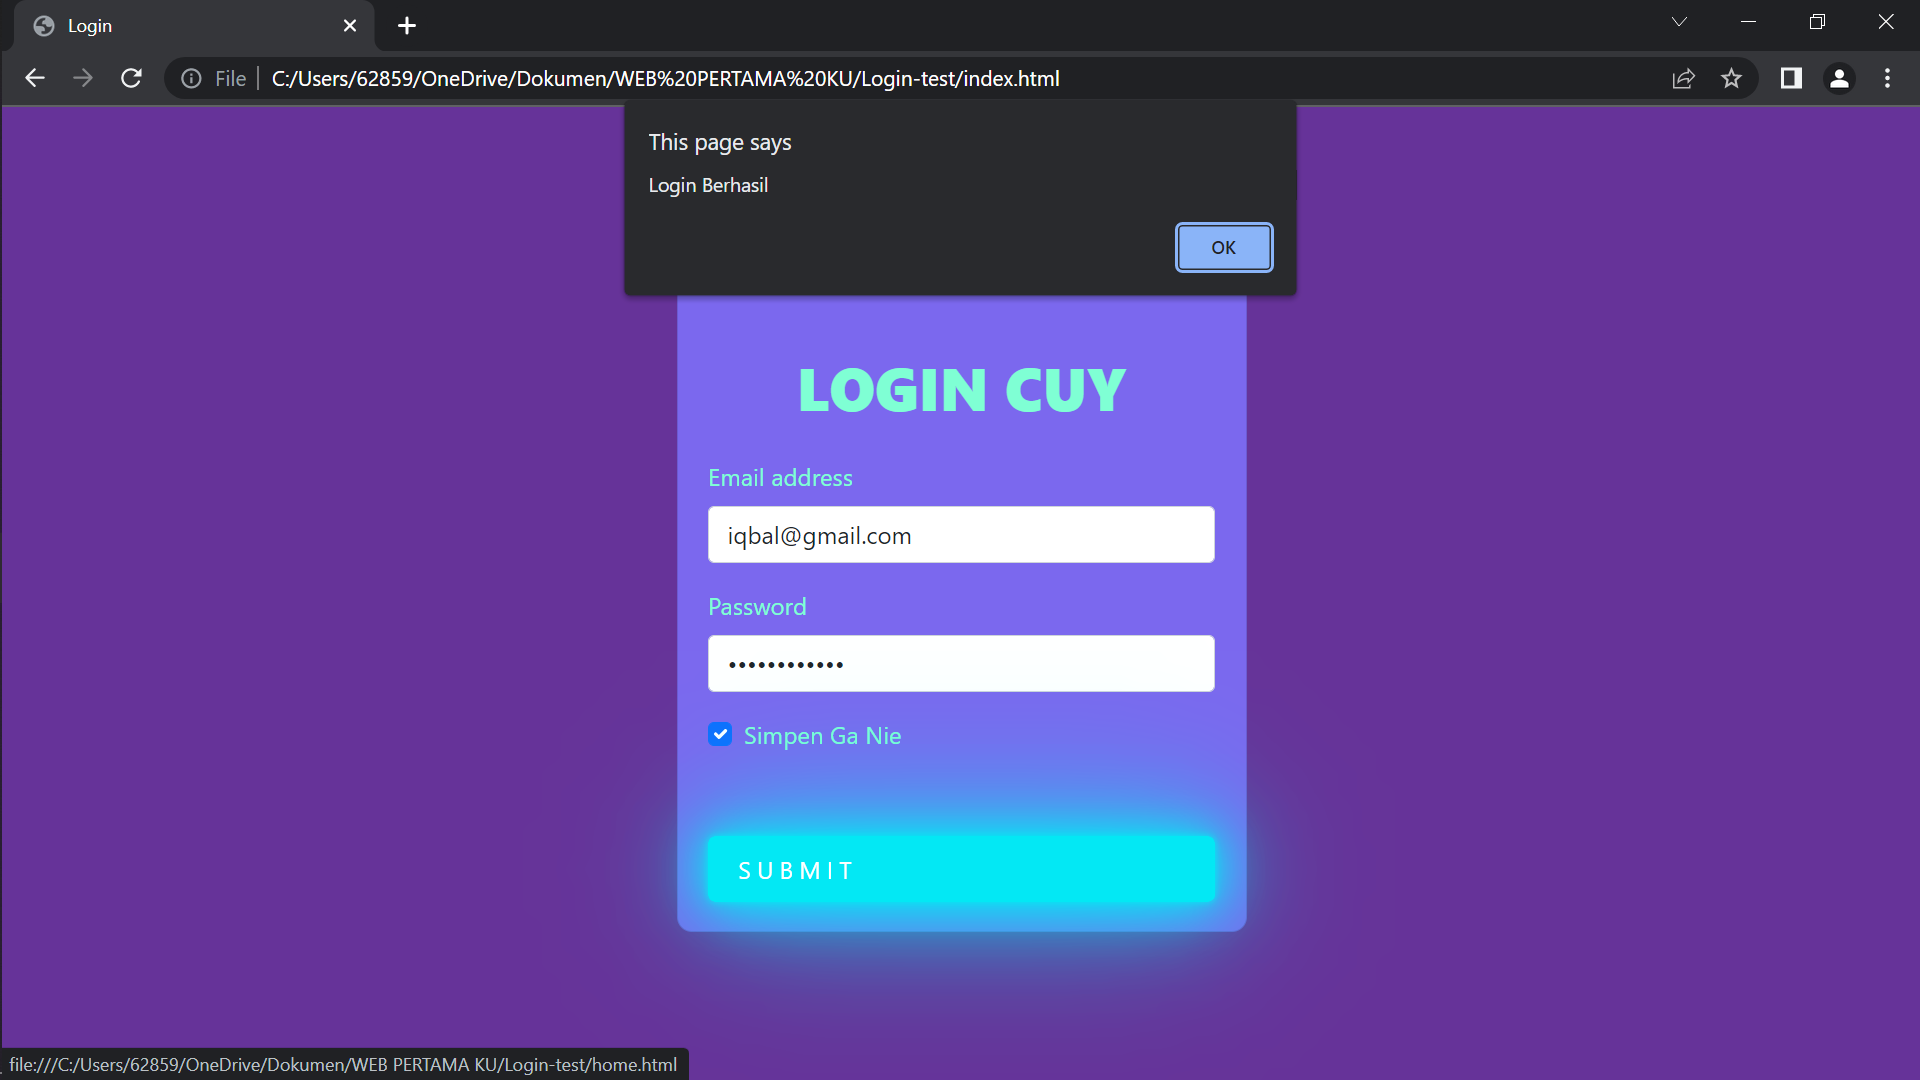 Login
File
C:/Users/62859/OneDrive/Dokumen/WEB%20PERTAMA%20KU/Login-test/index.html
This page says
Login Berhasil
OK
LOGIN CUY
Email address
iqbal@gmail.com
Password
••••••••••••
Simpen Ga Nie
SUBMIT
file:///C:/Users/62859/OneDrive/Dokumen/WEB PERTAMA KU/Login-test/home.html